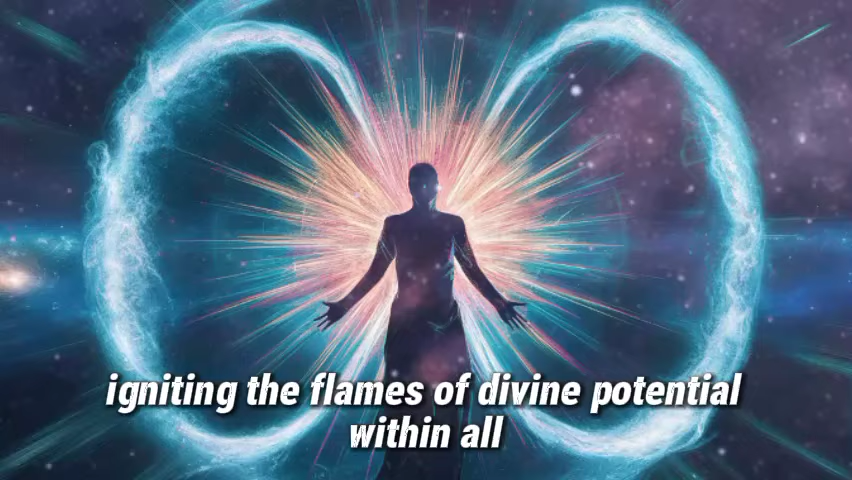 igniting the flames of divine potential
within all